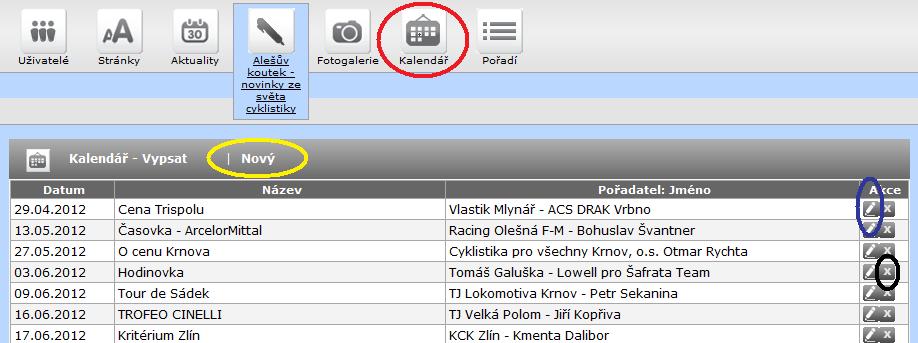 Uživatelé Stránky Aktuality Alešův koutek - novinky ze světa cyklistiky Fotogalerie Kalendář Pořadí
Kalendář - Vypsat | Nový
Datum Název Pořadatel: Jméno Akce
29.04.2012 Cena Trispolu Vlastik Mlynář - ACS DRAK Vrbno
13.05.2012 Časovka - ArcelorMittal Racing Olešná F-M - Bohuslav Švantner
27.05.2012 O cenu Krnova Cyklistika pro všechny Krnov, o.s. Otmar Rychta
03.06.2012 Hodinovka Tomáš Galuška - Lowell pro Šafrata Team
09.06.2012 Tour de Sádek TJ Lokomotiva Krnov - Petr Sekanina
16.06.2012 TROFEO CINELLI TJ Velká Polom - Jiří Kopřiva
17.06.2012 Kritérium Zlín KCK Zlín - Kmenta Dalibor